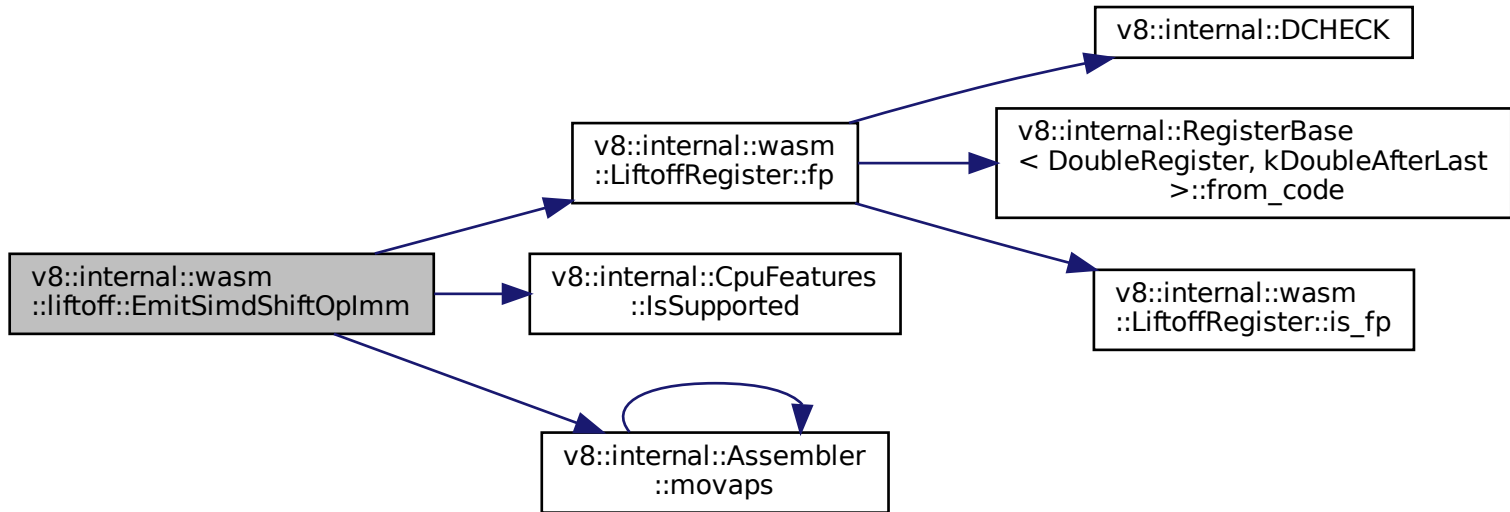 v8::internal::wasm
::liftoff::EmitSimdShiftOpImm
v8::internal::wasm
::LiftoffRegister::fp
v8::internal::DCHECK
v8::internal::RegisterBase
< DoubleRegister, kDoubleAfterLast
>::from_code
v8::internal::wasm
::LiftoffRegister::is_fp
v8::internal::CpuFeatures
::IsSupported
v8::internal::Assembler
::movaps